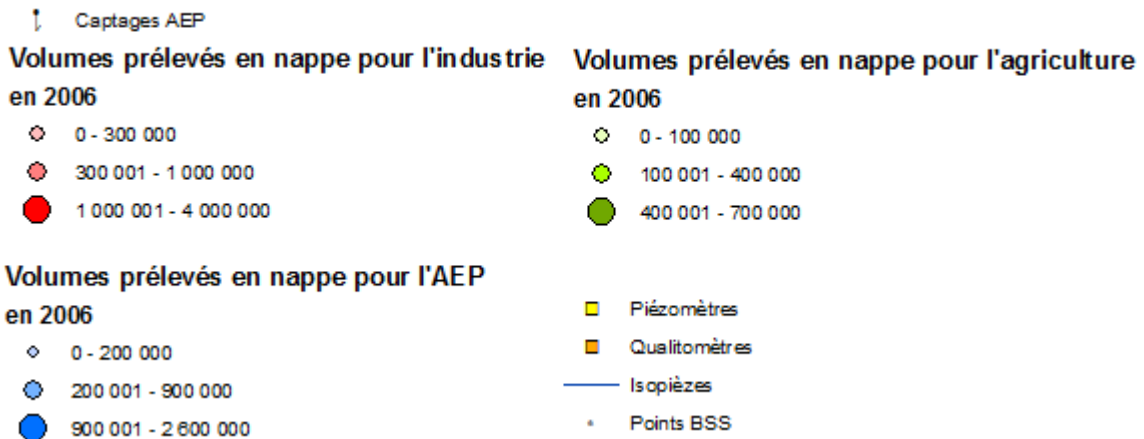 Captages AEP
Volumes prélevés en nappe pour l'industrie
en 2006
0 - 300 000
300 001 - 1 000 000
1 000 001 - 4 000 000
Volumes prélevés en nappe pour l'agriculture
en 2006
0 - 100 000
100 001 - 400 000
400 001 - 700 000
Volumes prélevés en nappe pour l'AEP
en 2006
0 - 200 000
200 001 - 900 000
900 001 - 2 600 000
Piézomètres
Qualitomètres
Isopièzes
Points BSS